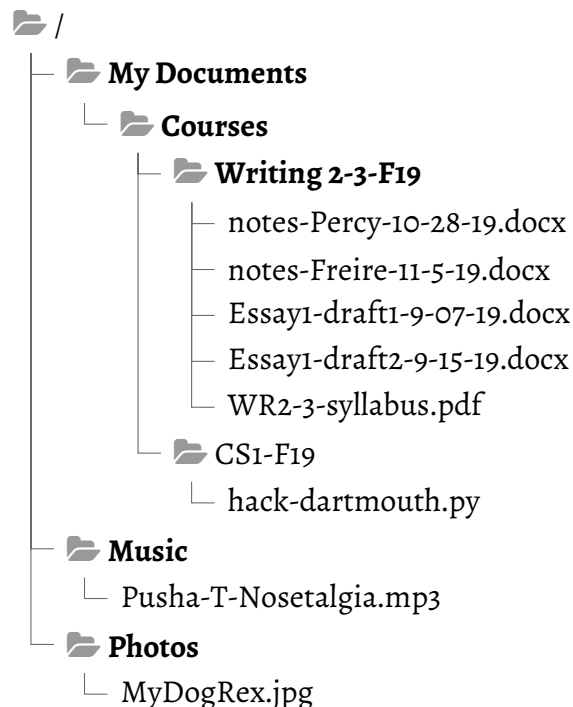 /
My Documents
Courses
Writing 2-3-F19
notes-Percy-10-28-19.docx
notes-Freire-11-5-19.docx
Essay1-draft1-9-07-19.docx
Essay1-draft2-9-15-19.docx
WR2-3-syllabus.pdf
CS1-F19
hack-dartmouth.py
Music
Pusha-T-Nosetalgia.mp3
Photos
MyDogRex.jpg